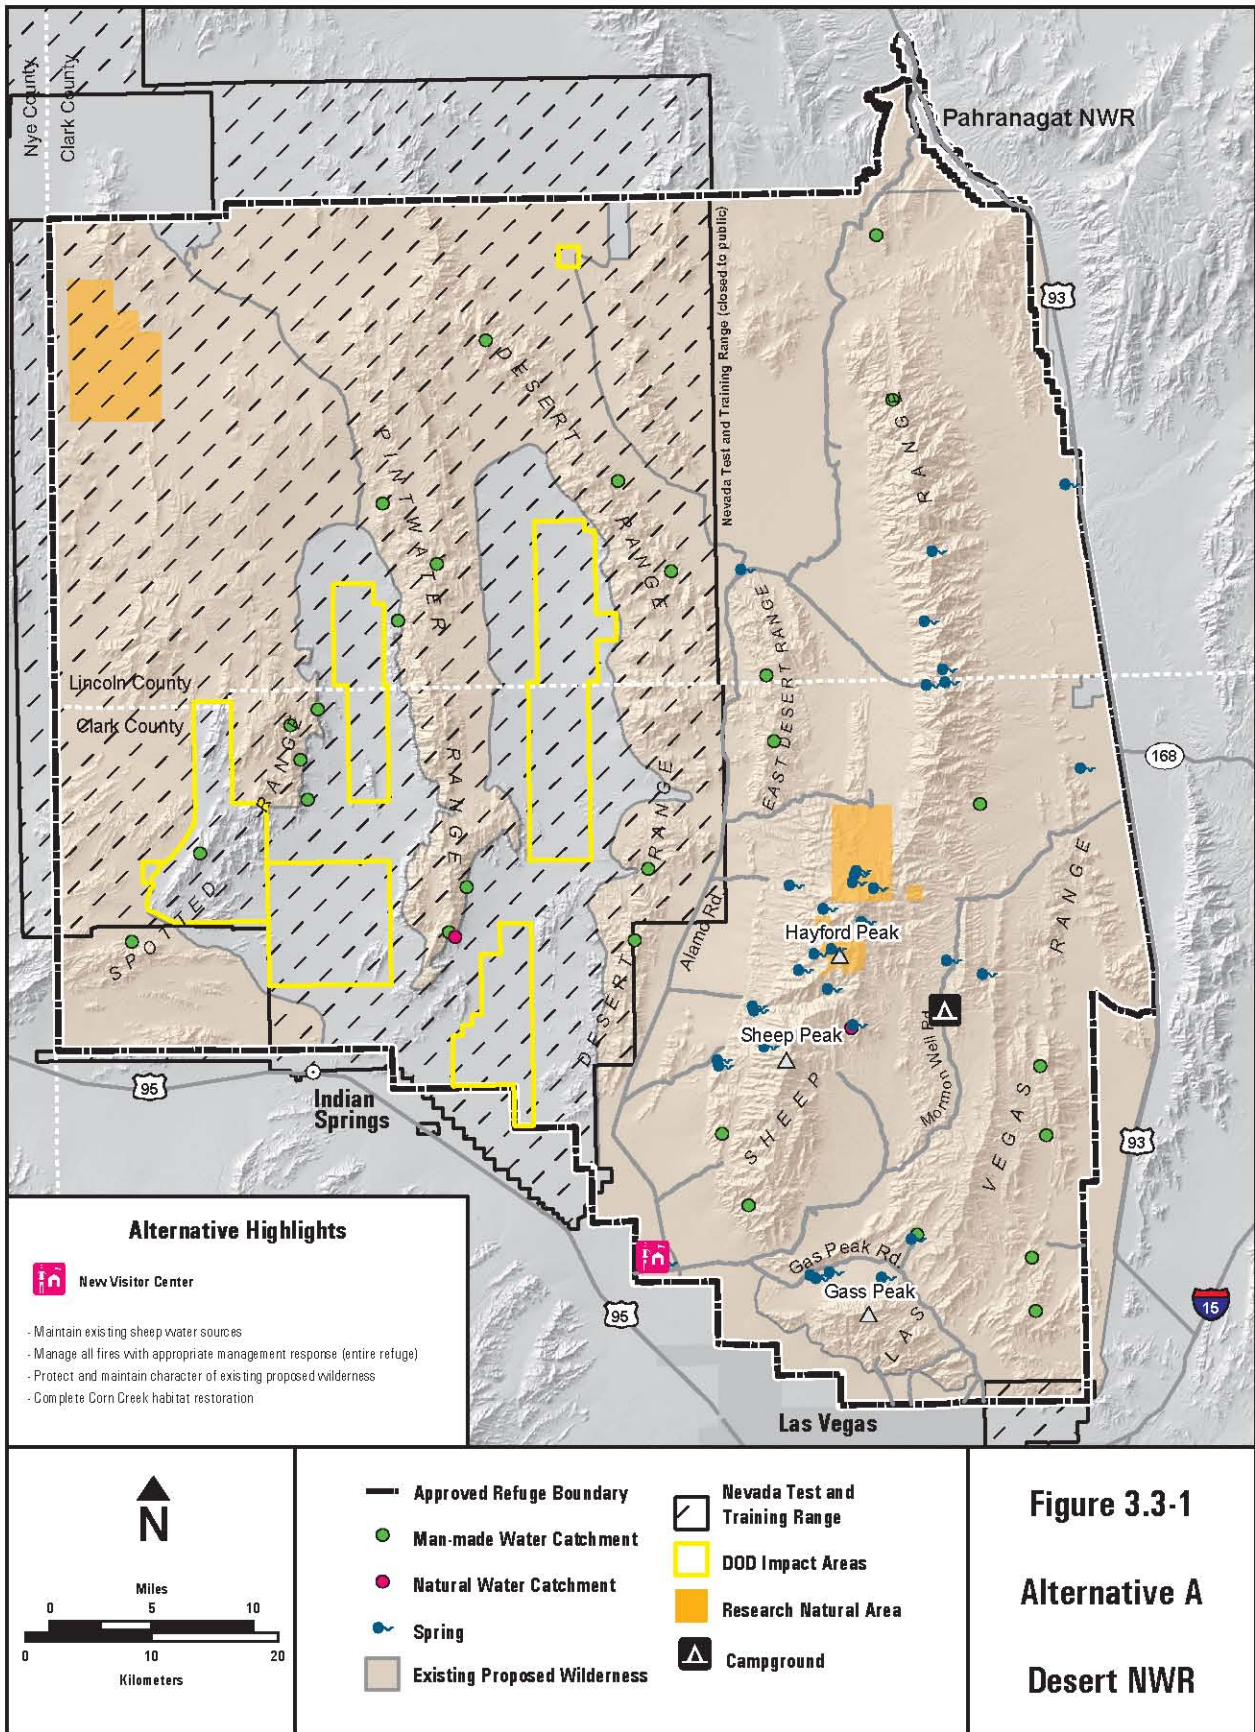 Nye County
Clark County
Pahranagat NWR
Nevada Test and Training Range (closed to public)
93
DESERT
RANGE
PINTWATER
RANGE
RANGE
EAST DESERT RANGE
Lincoln County
Clark County
168
RANGE
SPOTTED
DESERT
RANGE
Alamo Rd.
Hayford Peak
RANGE
Sheep Peak
SHEEP
Mormon Well Rd.
VEGAS
95
Indian
Springs
93
Gas Peak Rd.
Gass Peak
LAS
95
15
Las Vegas
Alternative Highlights
New Visitor Center
- Maintain existing sheep water sources
- Manage all fires with appropriate management response (entire refuge)
- Protect and maintain character of existing proposed wilderness
- Complete Corn Creek habitat restoration
N
Miles
0 5 10
0 10 20
Kilometers
Approved Refuge Boundary
Man-made Water Catchment
Natural Water Catchment
Spring
Existing Proposed Wilderness
Nevada Test and
Training Range
DOD Impact Areas
Research Natural Area
Campground
Figure 3.3-1
Alternative A
Desert NWR